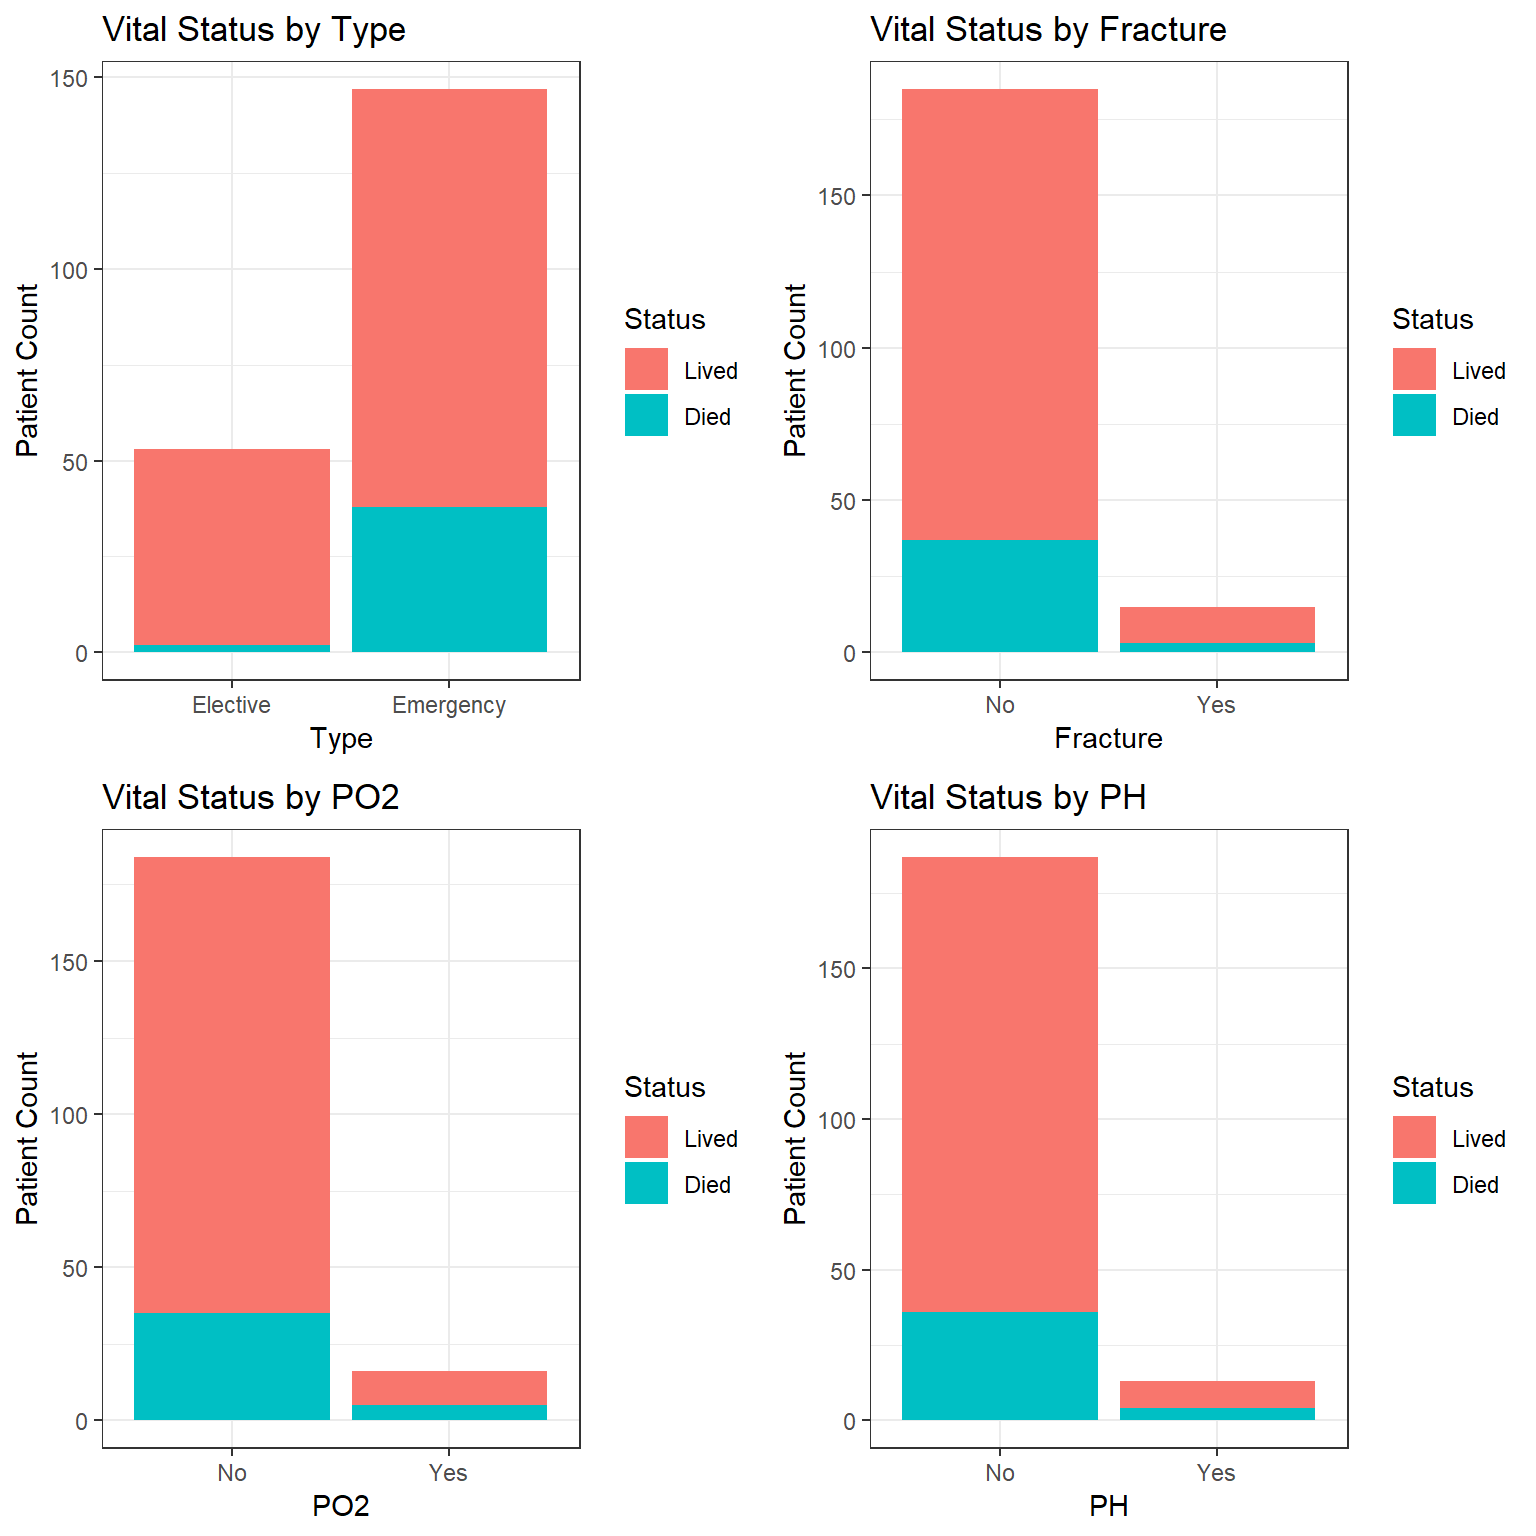 Vital Status by Type
150
100
50
0
Patient Count
Elective Emergency
Type
Status
Lived
Died
Vital Status by Fracture
150
100
50
0
Patient Count
No Yes
Fracture
Status
Lived
Died
Vital Status by PO2
150
100
50
0
Patient Count
No Yes
PO2
Status
Lived
Died
Vital Status by PH
150
100
50
0
Patient Count
No Yes
PH
Status
Lived
Died